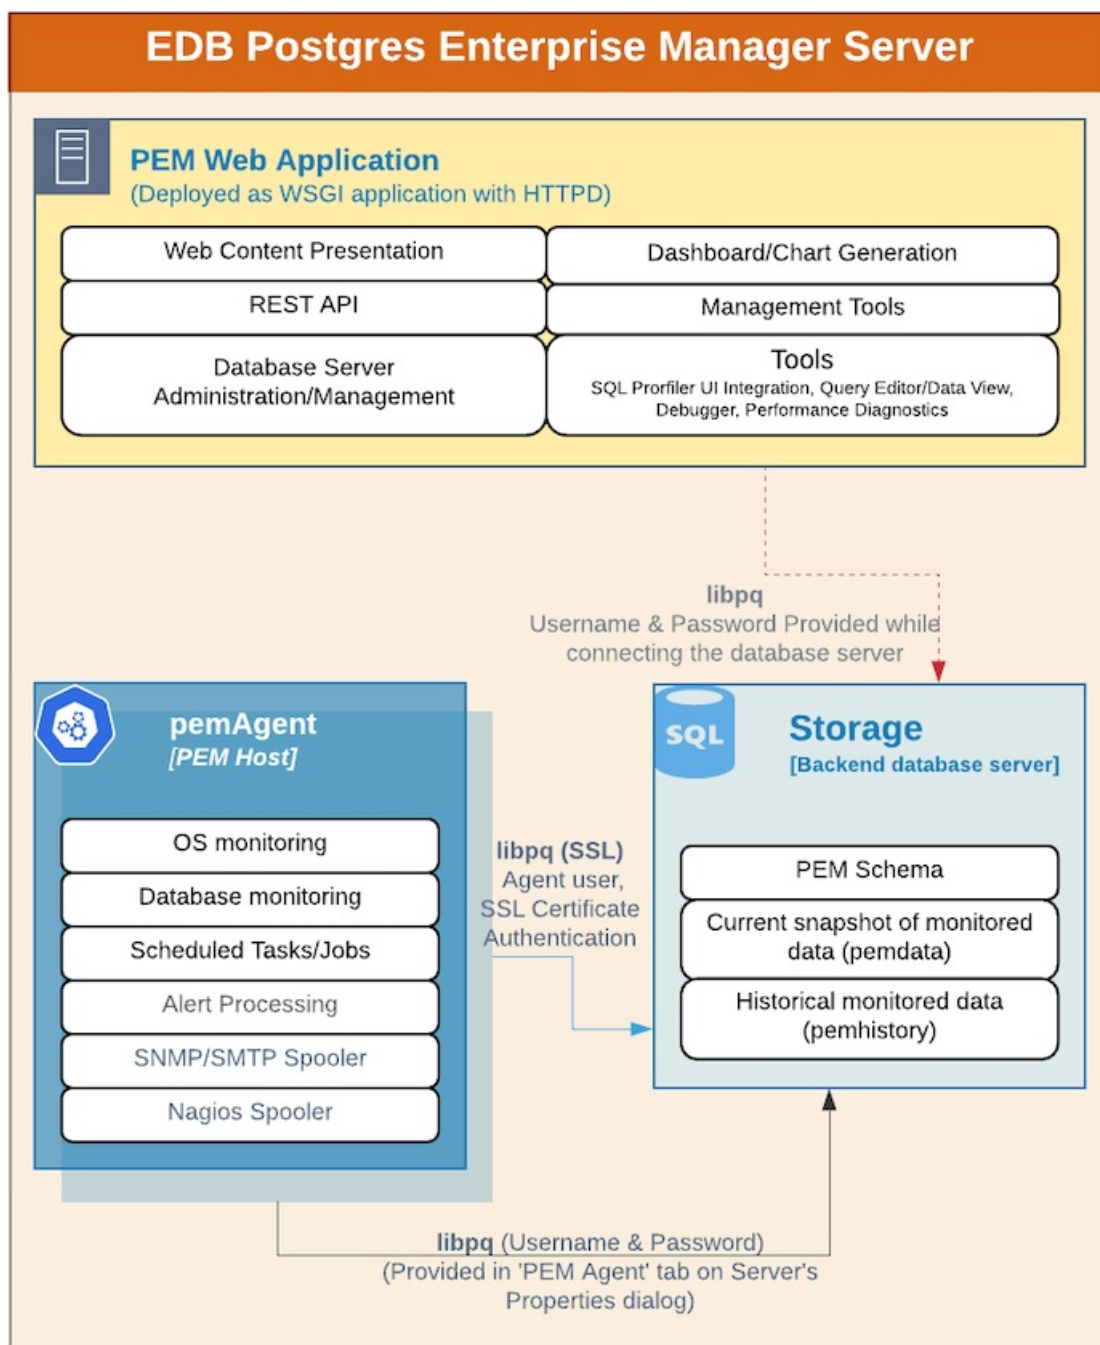 EDB Postgres Enterprise Manager Server
PEM Web Application
(Deployed as WSGI application with HTTPD)
Web Content Presentation
Dashboard/Chart Generation
REST API
Management Tools
Database Server
Administration/Management
Tools
SQL Prorfiler UI Integration, Query Editor/Data View,
Debugger, Performance Diagnostics
libpq
Username & Password Provided while
connecting the database server
pemAgent
[PEM Host]
OS monitoring
Database monitoring
Scheduled Tasks/Jobs
Alert Processing
SNMP/SMTP Spooler
Nagios Spooler
libpq (SSL)
Agent user,
SSL Certificate
Authentication
SQL
Storage
[Backend database server]
PEM Schema
Current snapshot of monitored
data (pemdata)
Historical monitored data
(pemhistory)
libpq (Username & Password)
(Provided in 'PEM Agent' tab on Server's
Properties dialog)